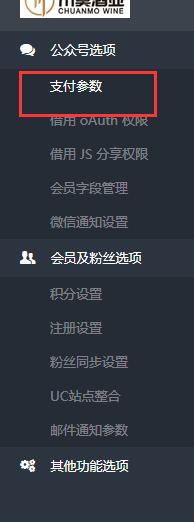 CHUANMO WINE
公众号选项
支付参数
借用 oAuth 权限
借用 JS 分享权限
会员字段管理
微信通知设置
会员及粉丝选项
积分设置
注册设置
粉丝同步设置
UC站点整合
邮件通知参数
其他功能选项